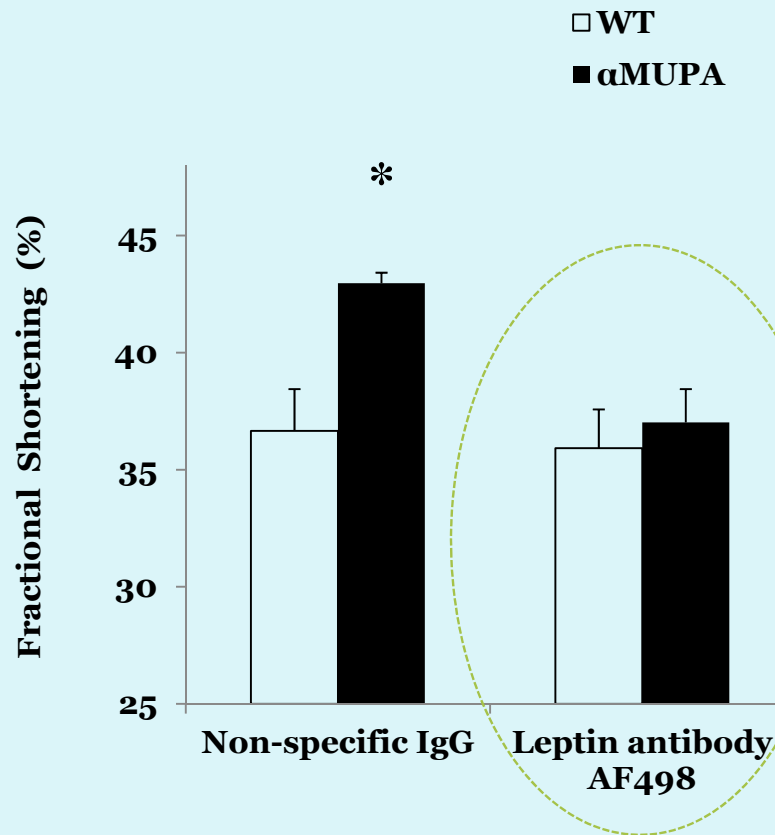 WT
αMUPA
*
Fractional Shortening (%)
45
40
35
30
25
Non-specific IgG
Leptin antibody
AF498